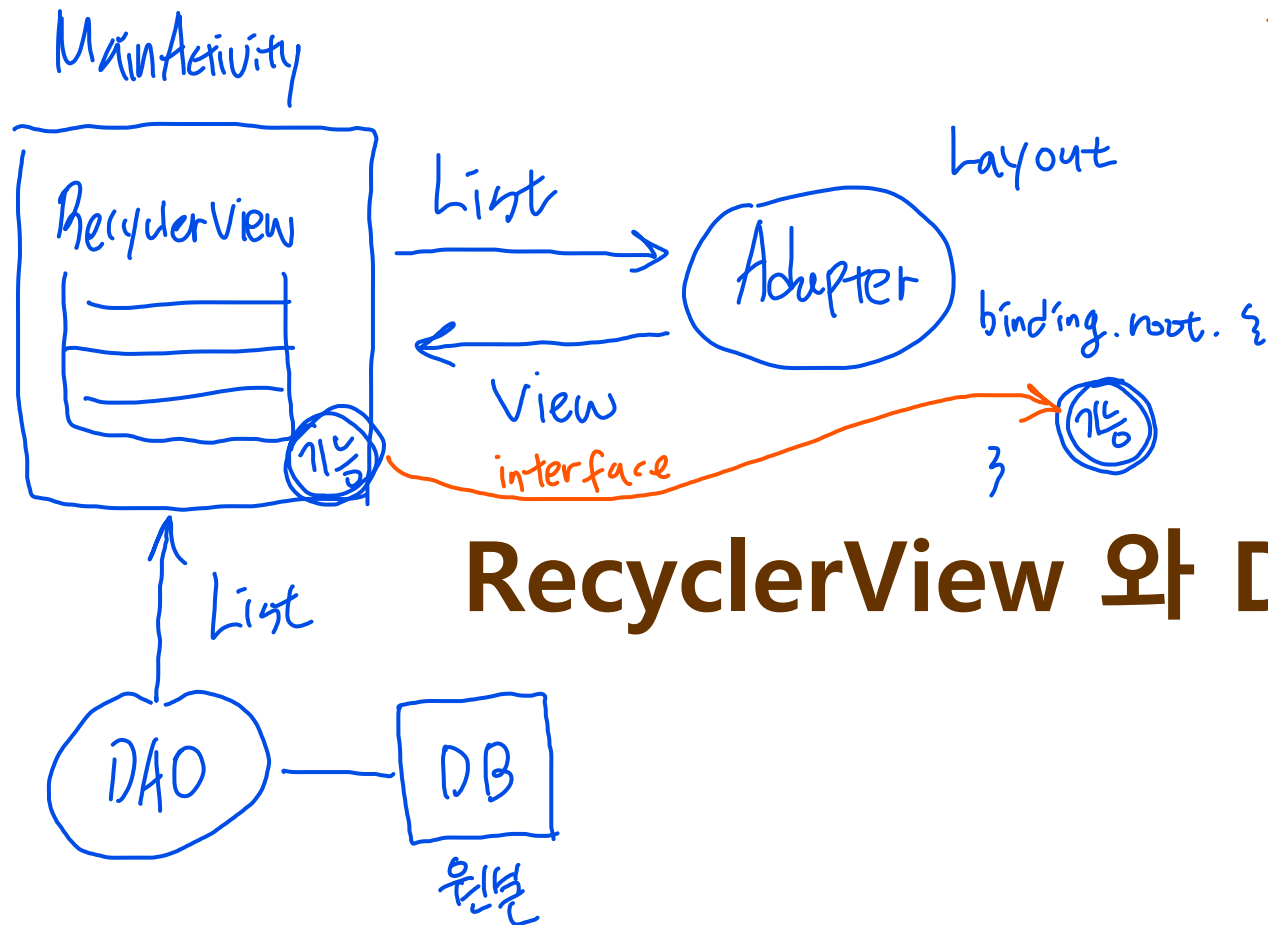 MainActivity
RecyclerView
List
Adapter
Layout
binding.root. {
View
기능
interface
기능
}
RecyclerView 와 D
List
DAO
DB
원본